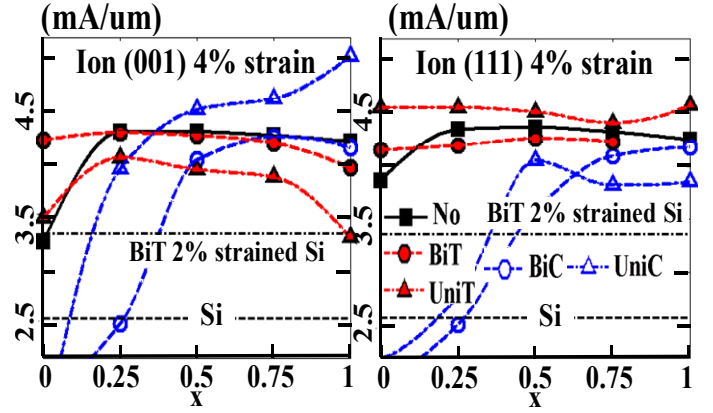 (mA/um)
Ion (001) 4% strain
4.5
3.5
2.5
BiT 2% strained Si
Si
0 0.25 0.5 0.75 1
x
(mA/um)
Ion (111) 4% strain
4.5
3.5
2.5
BiT 2% strained Si
No
BiT
UniT
BiC
UniC
Si
0 0.25 0.5 0.75 1
x